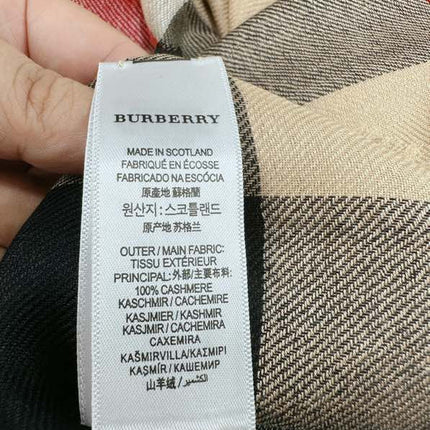 BURBERRY
MADE IN SCOTLAND
FABRIQUÉ EN ÉCOSSE
FABRICADO NA ESCÓCIA
原產地 蘇格蘭
원산지 : 스코틀랜드
原产地 苏格兰
OUTER / MAIN FABRIC:
TISSU EXTÉRIEUR
PRINCIPAL: 外部/主要布料:
100% CASHMERE
KASCHMIR / CACHEMIRE
KASJMIER / KASHMIR
KASJMIR / CACHEMIRA
CAXEMIRA
KAŠMIRVILLA/ΚΑΣΜΙΡΙ
KAŞMİR / КАШЕМИР
山羊绒 / الكشمير